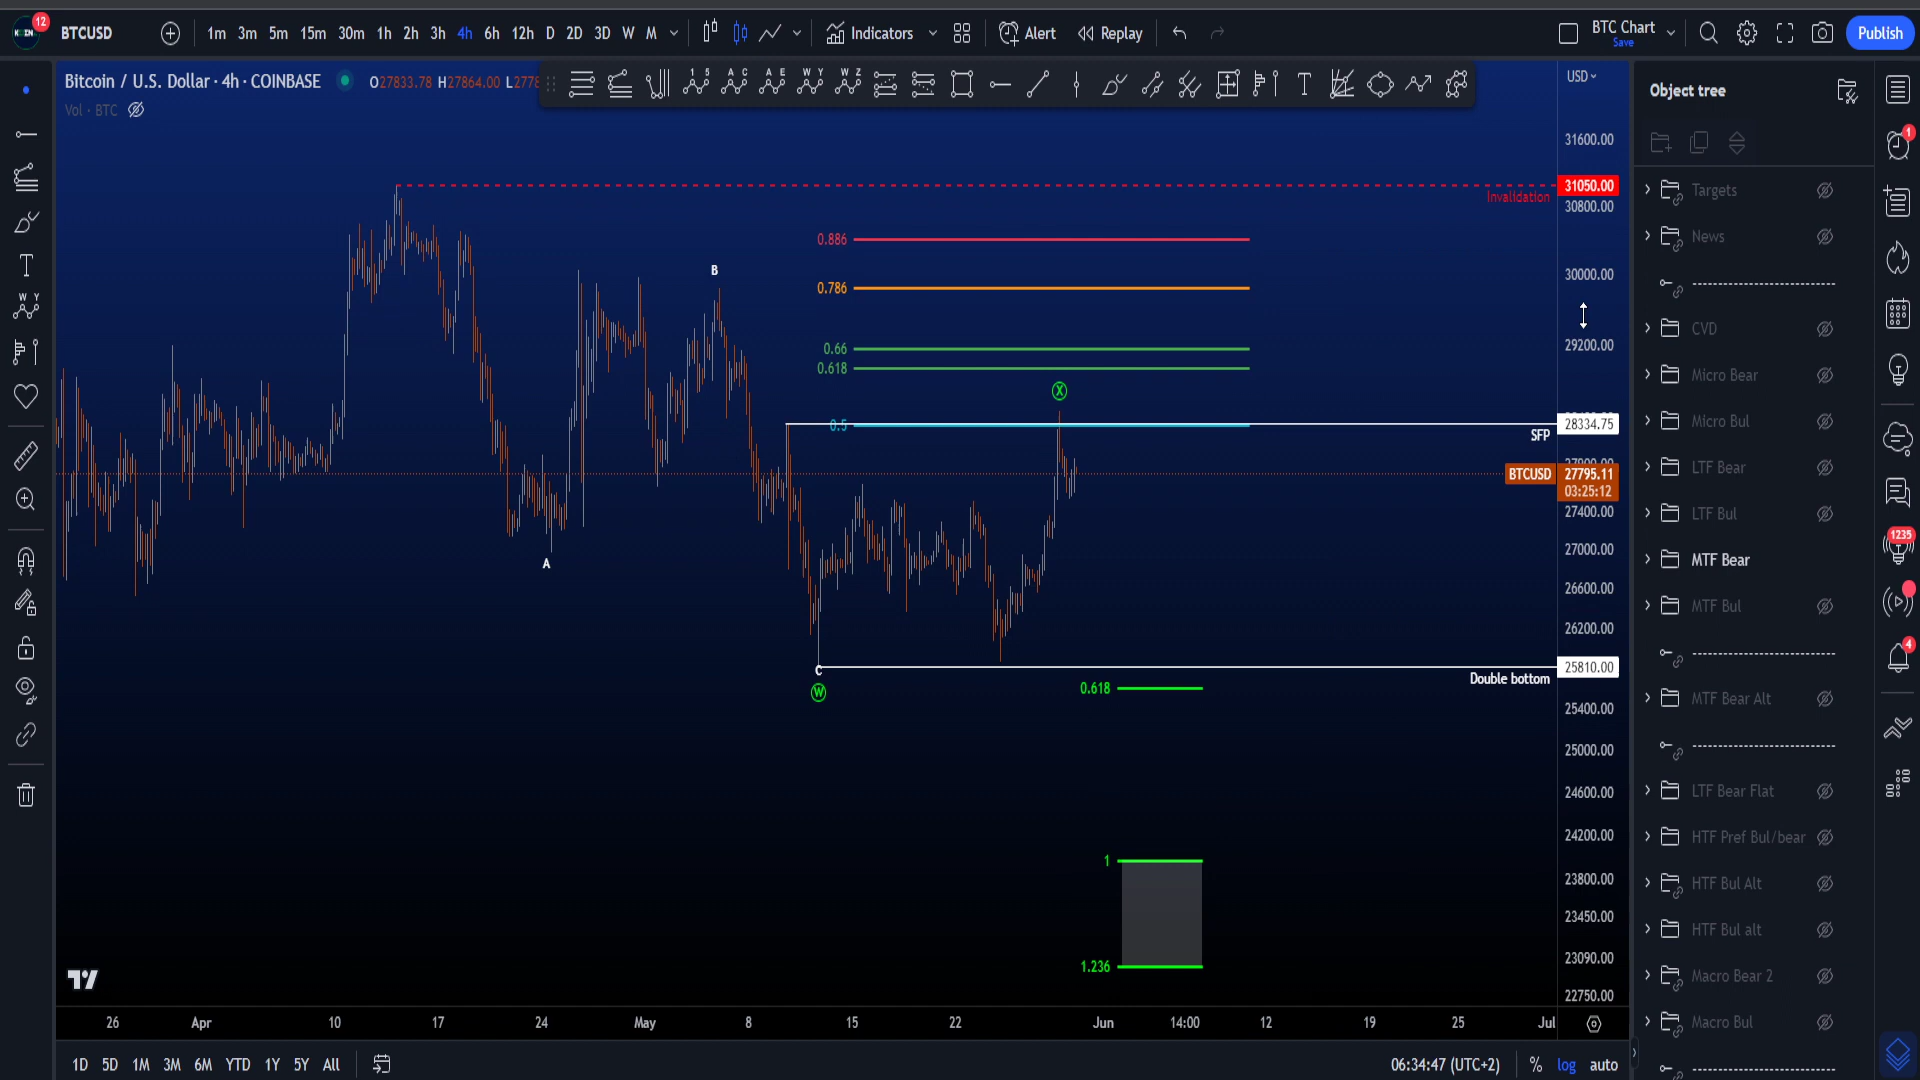 KOIN
12
BTCUSD
1m 3m 5m 15m 30m 1h 2h 3h 4h 6h 12h D 2D 3D W M
Indicators
Alert
Replay
BTC Chart
Save
Publish
Bitcoin / U.S. Dollar · 4h · COINBASE
O27833.78 H27864.00 L2778
Vol · BTC
USD
Object tree
31600.00
31050.00
Invalidation
30800.00
0.886
B
30000.00
0.786
0.66
29200.00
0.618
X
0.5
28334.75
SFP
BTCUSD 27795.11
03:25:12
27400.00
27000.00
A
26600.00
26200.00
C
25810.00
Double bottom
W
0.618
25400.00
25000.00
24600.00
24200.00
1
23800.00
23450.00
1.236
23090.00
22750.00
26 Apr 10 17 24 May 8 15 22 Jun 14:00 12 19 25 Jul
1D 5D 1M 3M 6M YTD 1Y 5Y All
06:34:47 (UTC+2) % log auto
Targets
News
CVD
Micro Bear
Micro Bul
LTF Bear
LTF Bul
MTF Bear
MTF Bul
MTF Bear Alt
LTF Bear Flat
HTF Pref Bul/bear
HTF Bul Alt
HTF Bul alt
Macro Bear 2
Macro Bul
1
1235
4